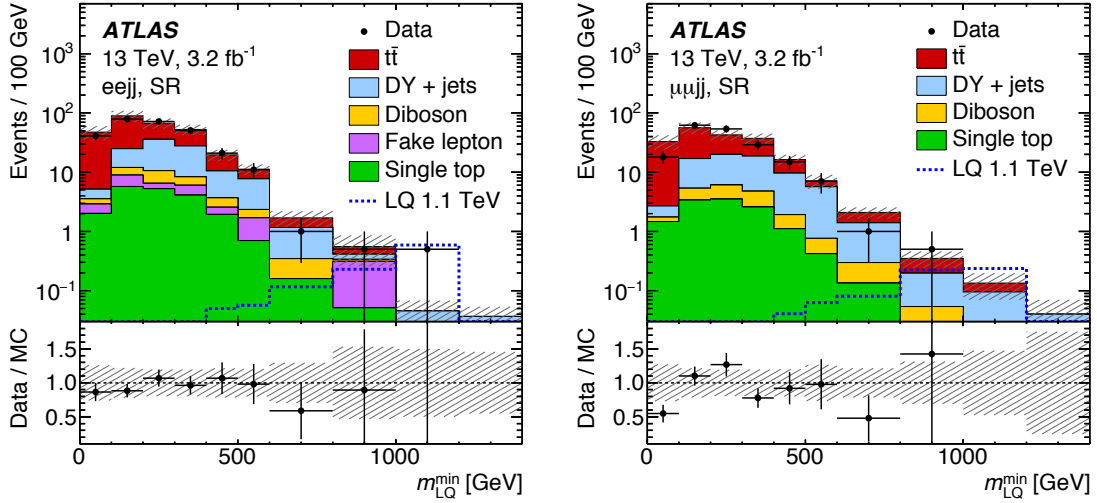 Events / 100 GeV
10³
10²
10
1
10⁻¹
ATLAS
13 TeV, 3.2 fb⁻¹
eejj, SR
Data
tt̄
DY + jets
Diboson
Fake lepton
Single top
LQ 1.1 TeV
Data / MC
1.5
1.0
0.5
0
500
1000
m_LQ^min [GeV]
Events / 100 GeV
10³
10²
10
1
10⁻¹
ATLAS
13 TeV, 3.2 fb⁻¹
μμjj, SR
Data
tt̄
DY + jets
Diboson
Single top
LQ 1.1 TeV
Data / MC
1.5
1.0
0.5
0
500
1000
m_LQ^min [GeV]